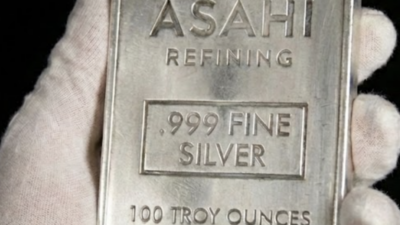 ASAHI
REFINING
.999 FINE
SILVER
100 TROY OUNCES